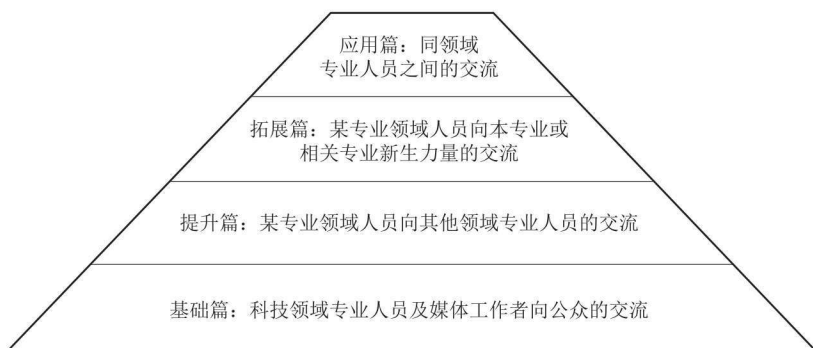 应用篇：同领域
专业人员之间的交流
拓展篇：某专业领域人员向本专业或
相关专业新生力量的交流
提升篇：某专业领域人员向其他领域专业人员的交流
基础篇：科技领域专业人员及媒体工作者向公众的交流